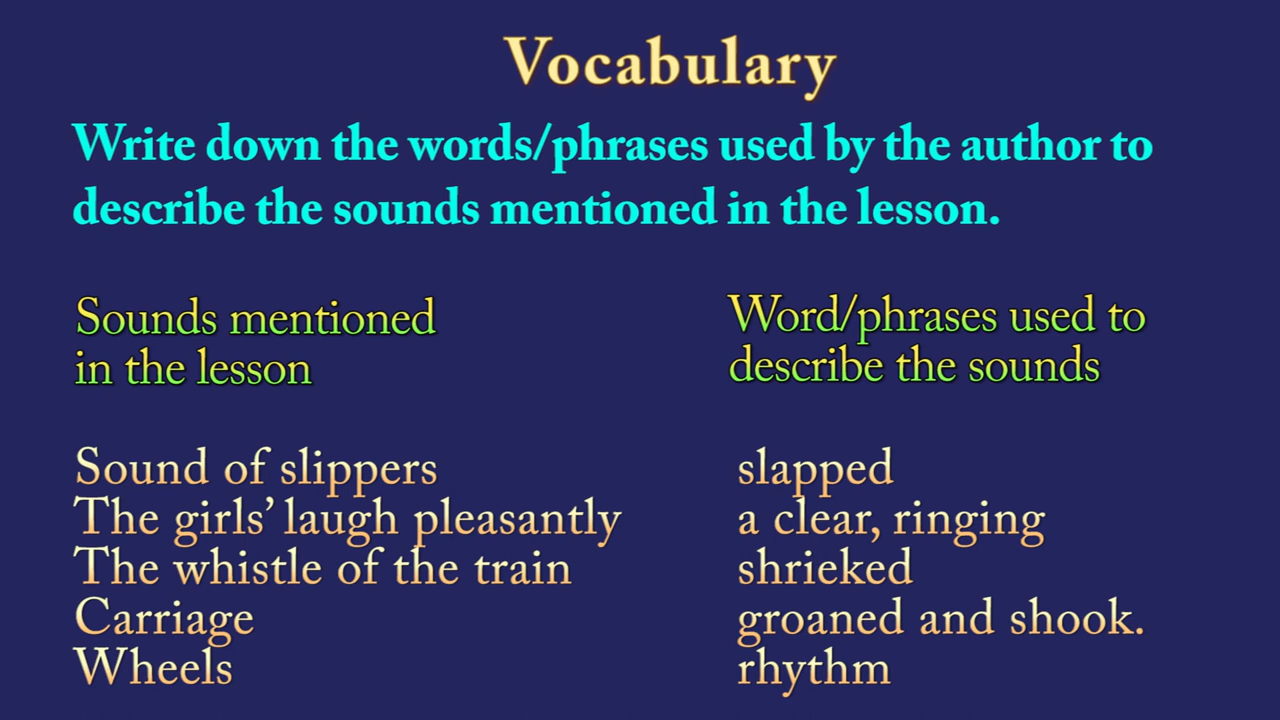 Vocabulary
Write down the words/phrases used by the author to
describe the sounds mentioned in the lesson.
Sounds mentioned
in the lesson
Word/phrases used to
describe the sounds
Sound of slippers
slapped
The girls’ laugh pleasantly
a clear, ringing
The whistle of the train
shrieked
Carriage
groaned and shook.
Wheels
rhythm